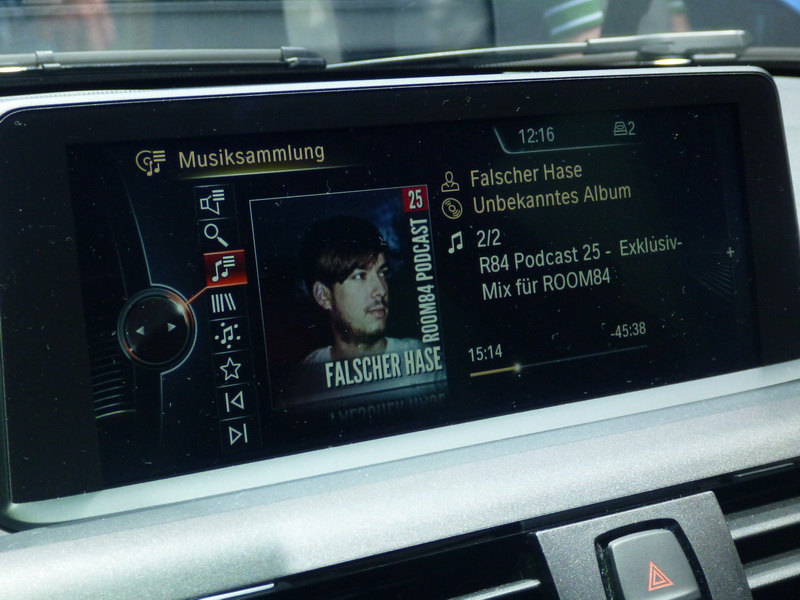 Musiksammlung
12:16
2
25
ROOM84 PODCAST
FALSCHER HASE
Falscher Hase
Unbekanntes Album
2/2
R84 Podcast 25 - Exklusiv-
Mix für ROOM84
15:14
-45:38
+